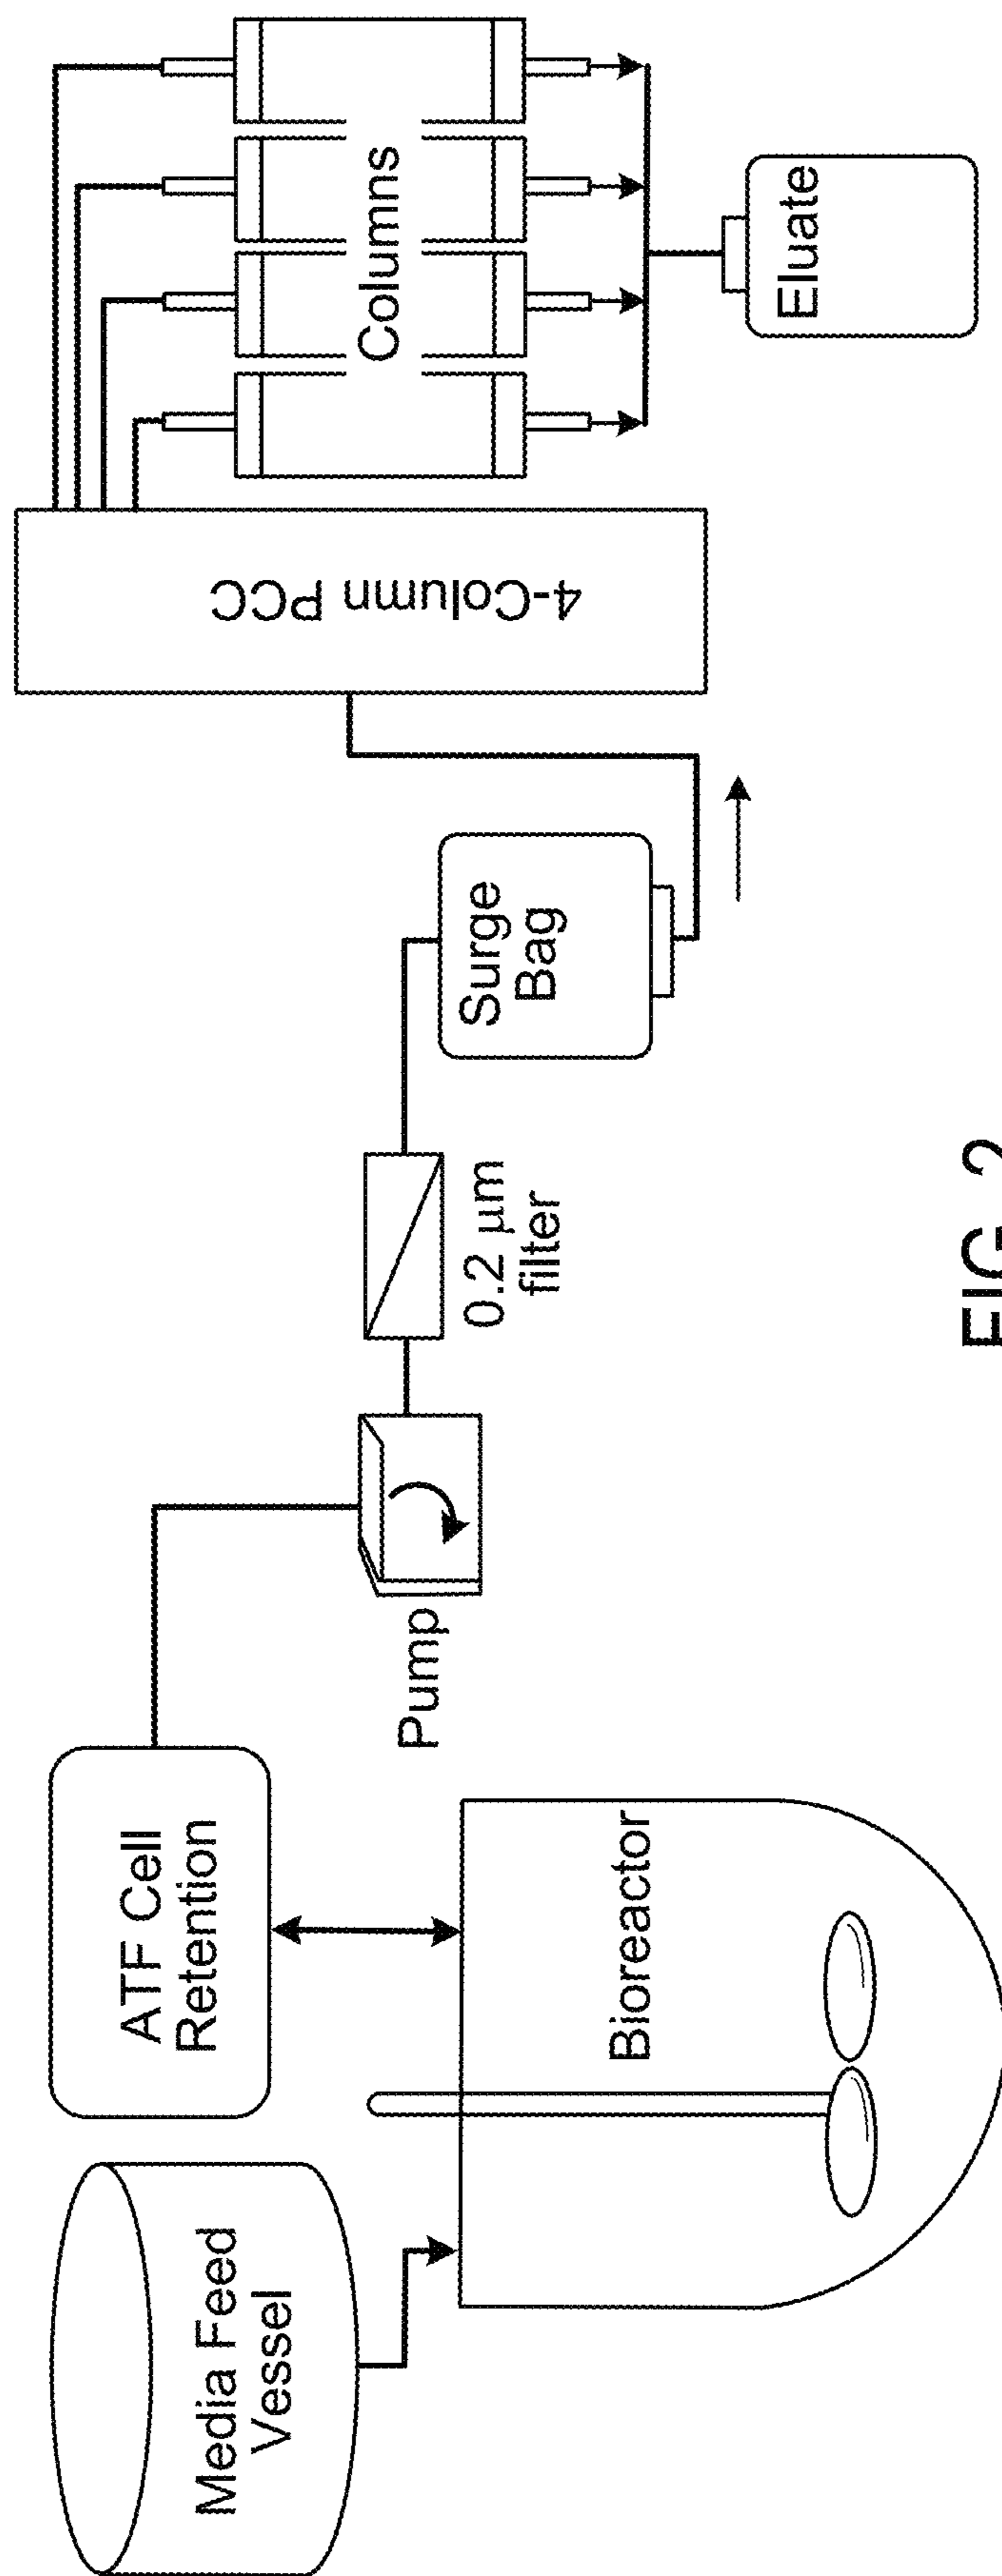 Media Feed
Vessel
ATF Cell
Retention
Bioreactor
Pump
0.2 μm
filter
Surge
Bag
4-Column PCC
Columns
Eluate
FIG. 2